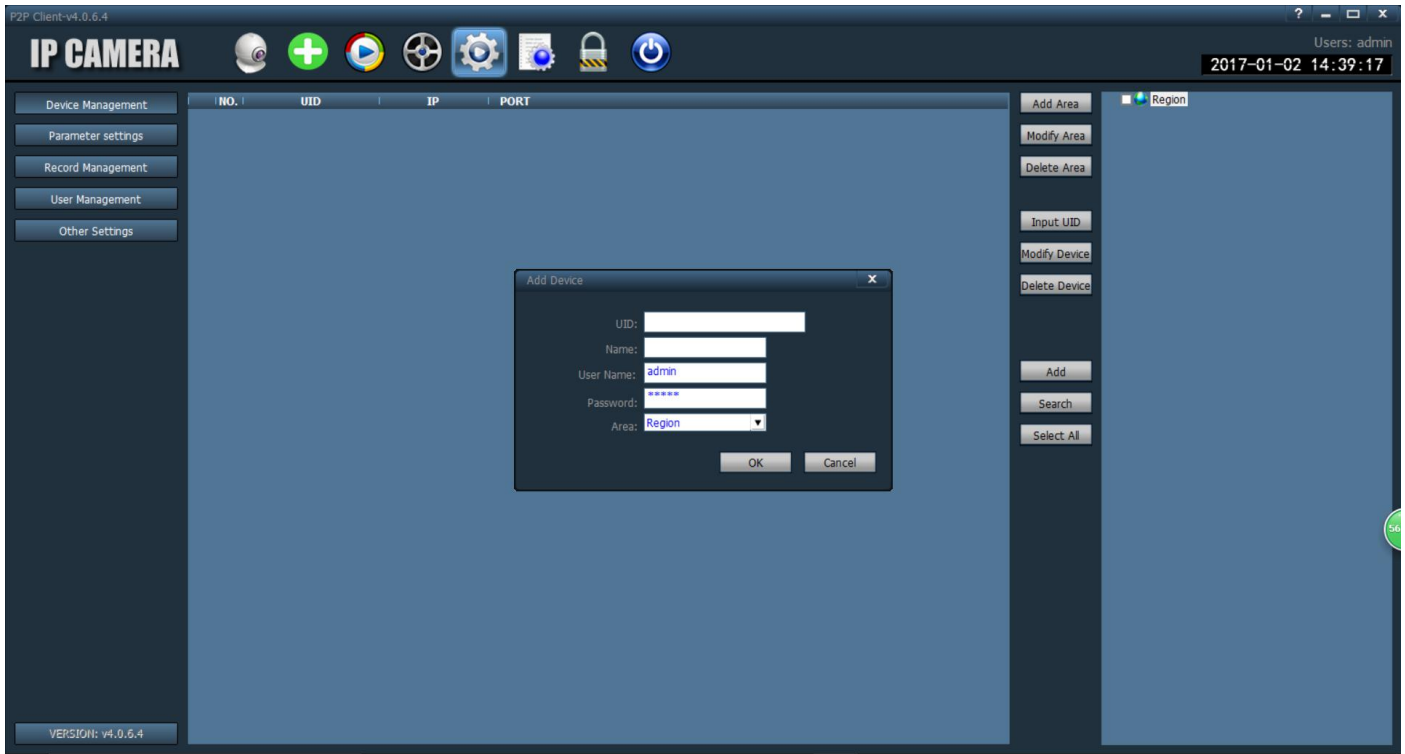 P2P Client-v4.0.6.4
?
IP CAMERA
Users: admin
2017-01-02 14:39:17
Device Management
Parameter settings
Record Management
User Management
Other Settings
NO. UID IP PORT
Add Device
UID:
Name:
User Name: admin
Password: *****
Area: Region
OK Cancel
Add Area
Modify Area
Delete Area
Input UID
Modify Device
Delete Device
Add
Search
Select All
Region
56
VERSION: v4.0.6.4